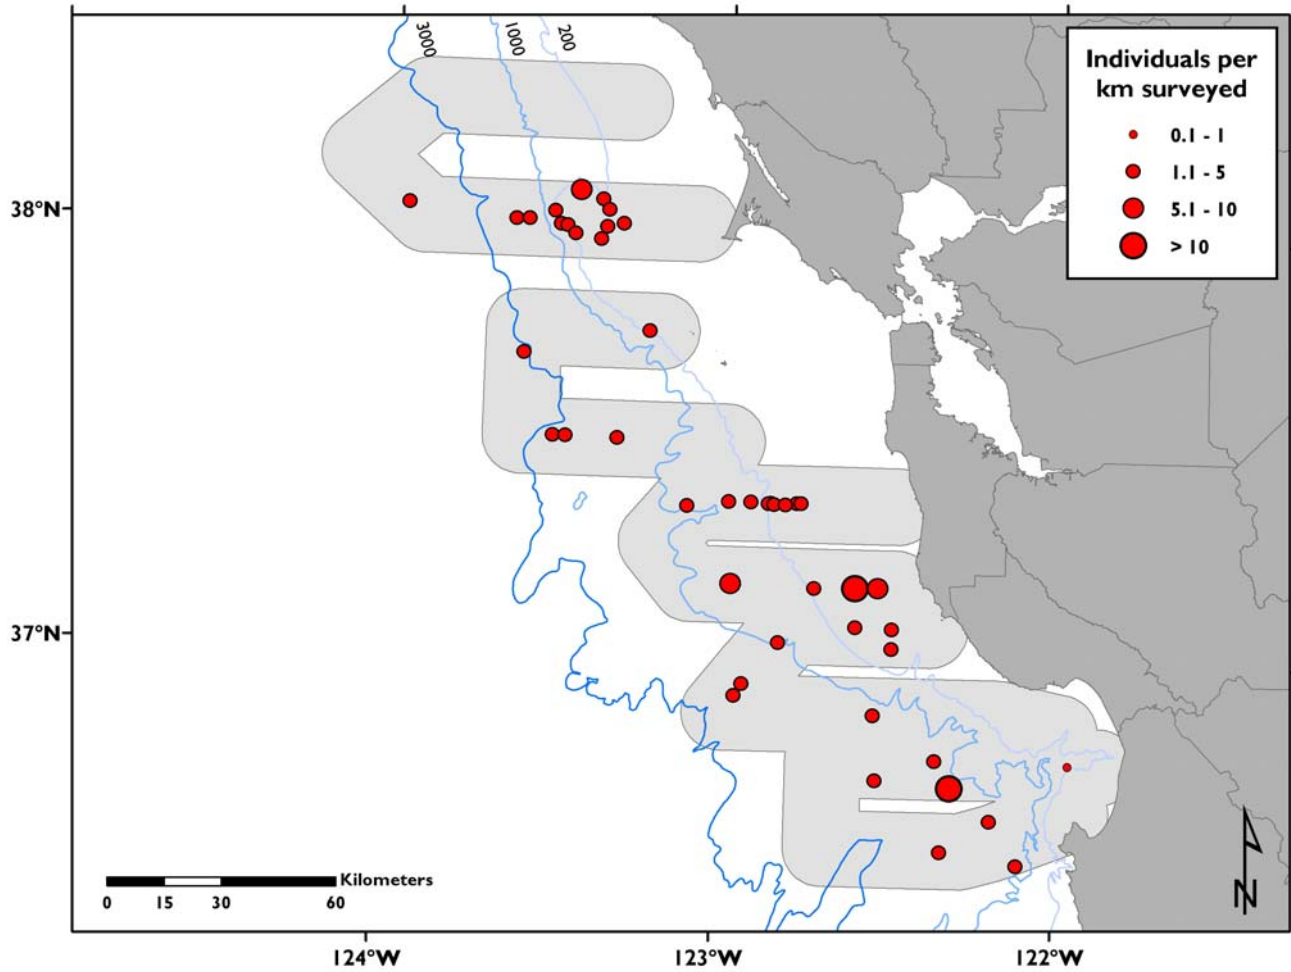 3000
1000
200
Individuals per
km surveyed
0.1 - 1
1.1 - 5
5.1 - 10
> 10
38°N
37°N
Kilometers
0 15 30 60
N
124°W 123°W 122°W